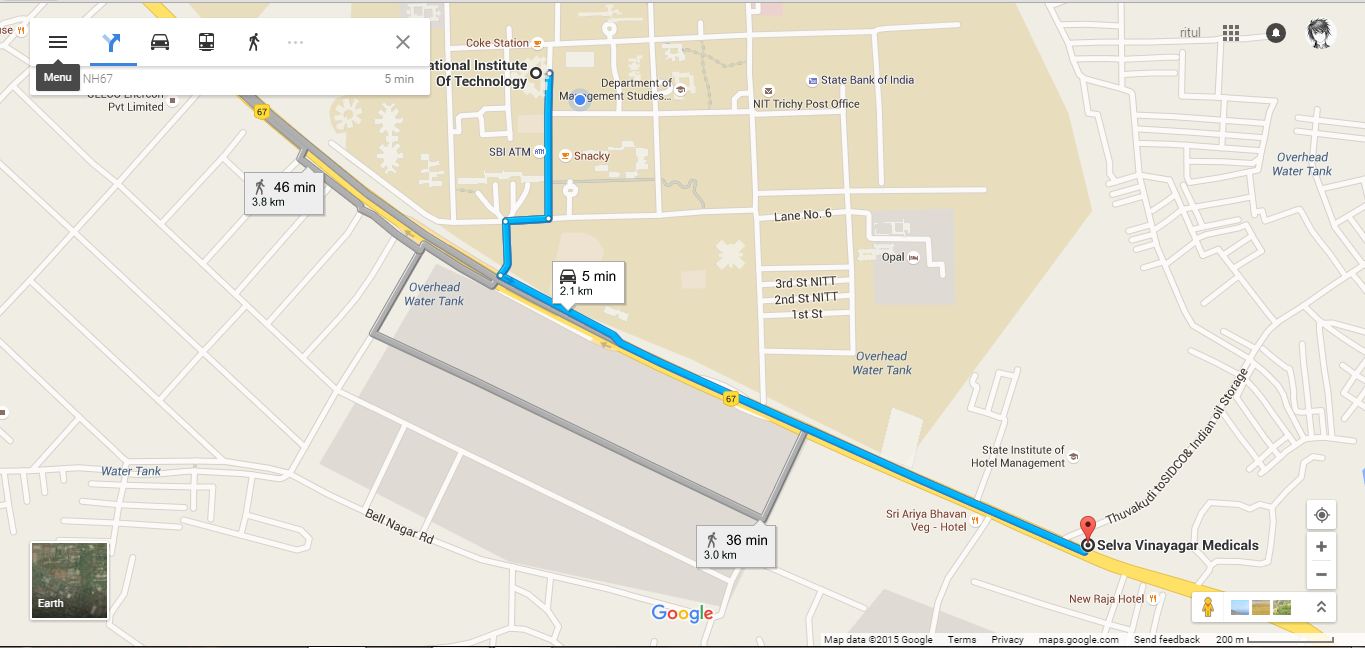 use
Coke Station
ritul
Menu
NH67
5 min
ational Institute
Of Technology
Pvt Limited
Department of
Management Studies...
State Bank of India
NIT Trichy Post Office
67
SBI ATM
ATM
Snacky
Overhead
Water Tank
46 min
3.8 km
Lane No. 6
Opal
5 min
2.1 km
Overhead
Water Tank
3rd St NITT
2nd St NITT
1st St
Overhead
Water Tank
67
Thuvakudi toSIDCO& Indian oil Storage
State Institute of
Hotel Management
Water Tank
Sri Ariya Bhavan
Veg - Hotel
Bell Nagar Rd
36 min
3.0 km
Selva Vinayagar Medicals
Earth
Google
New Raja Hotel
Map data ©2015 Google
Terms
Privacy
maps.google.com
Send feedback
200 m